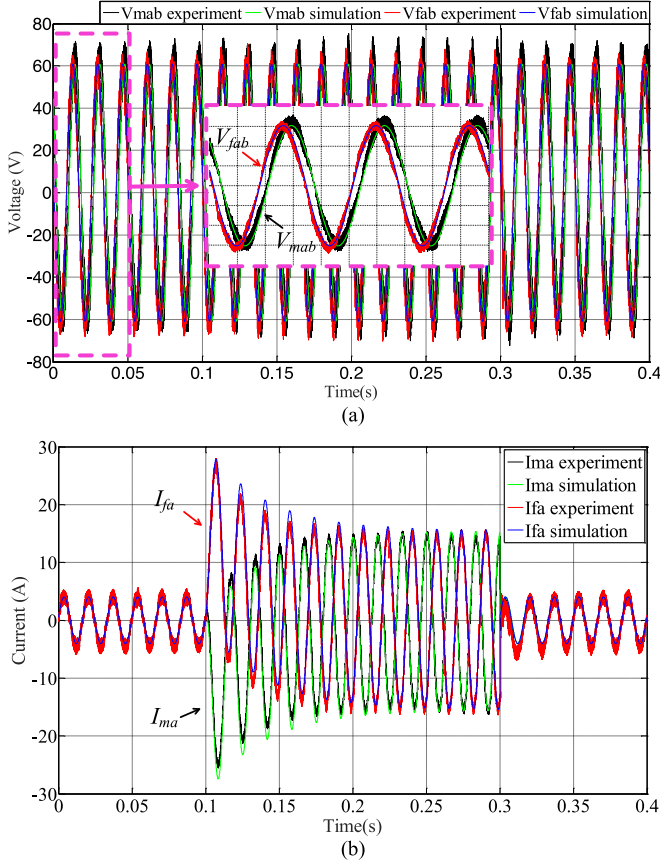 Vmab experiment Vmab simulation Vfab experiment Vfab simulation
80
60
40
20
0
-20
-40
-60
-80
Voltage (V)
V_fab
V_mab
0 0.05 0.1 0.15 0.2 0.25 0.3 0.35 0.4
Time(s)
(a)
30
20
10
0
-10
-20
-30
Current (A)
I_fa
I_ma
Ima experiment
Ima simulation
Ifa experiment
Ifa simulation
0 0.05 0.1 0.15 0.2 0.25 0.3 0.35 0.4
Time(s)
(b)